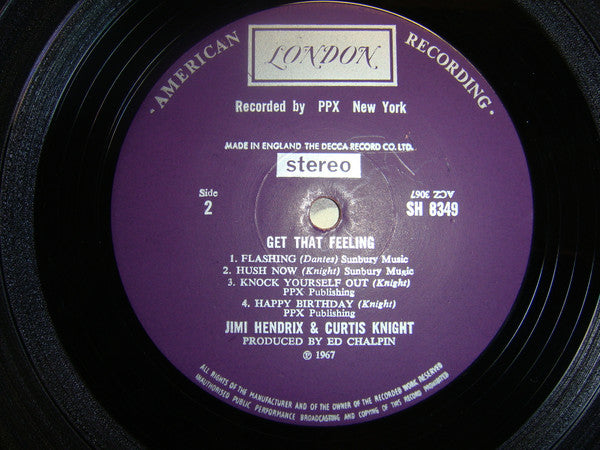 · AMERICAN RECORDING ·
LONDON
Recorded by PPX New York
MADE IN ENGLAND THE DECCA RECORD CO. LTD.
stereo
Side
2
ACZ 3067
SH 8349
GET THAT FEELING
1. FLASHING (Dantes) Sunbury Music
2. HUSH NOW (Knight) Sunbury Music
3. KNOCK YOURSELF OUT (Knight)
PPX Publishing
4. HAPPY BIRTHDAY (Knight)
PPX Publishing
JIMI HENDRIX & CURTIS KNIGHT
PRODUCED BY ED CHALPIN
℗ 1967
ALL RIGHTS OF THE MANUFACTURER AND OF THE OWNER OF THE RECORDED WORK RESERVED
UNAUTHORISED PUBLIC PERFORMANCE BROADCASTING AND COPYING OF THIS RECORD PROHIBITED